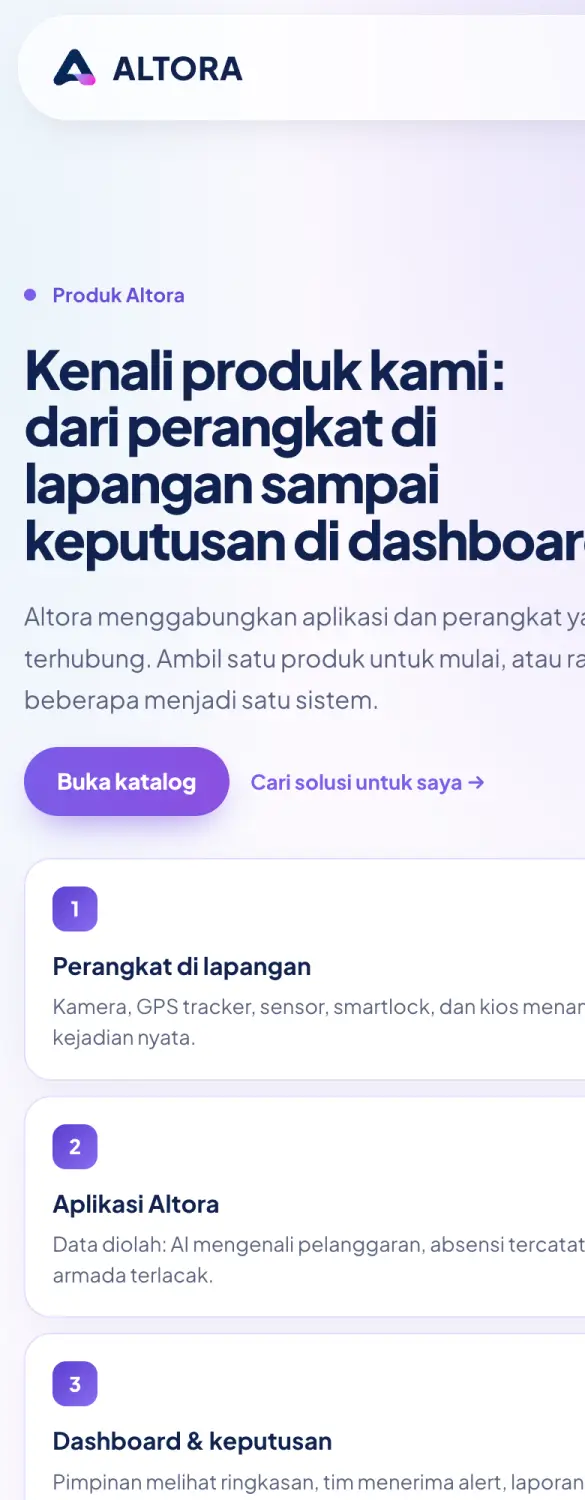 ALTORA
Produk Altora
Kenali produk kami:
dari perangkat di
lapangan sampai
keputusan di dashboar
Altora menggabungkan aplikasi dan perangkat ya
terhubung. Ambil satu produk untuk mulai, atau ra
beberapa menjadi satu sistem.
Buka katalog
Cari solusi untuk saya →
1
Perangkat di lapangan
Kamera, GPS tracker, sensor, smartlock, dan kios menan
kejadian nyata.
2
Aplikasi Altora
Data diolah: AI mengenali pelanggaran, absensi tercatat
armada terlacak.
3
Dashboard & keputusan
Pimpinan melihat ringkasan, tim menerima alert, laporan